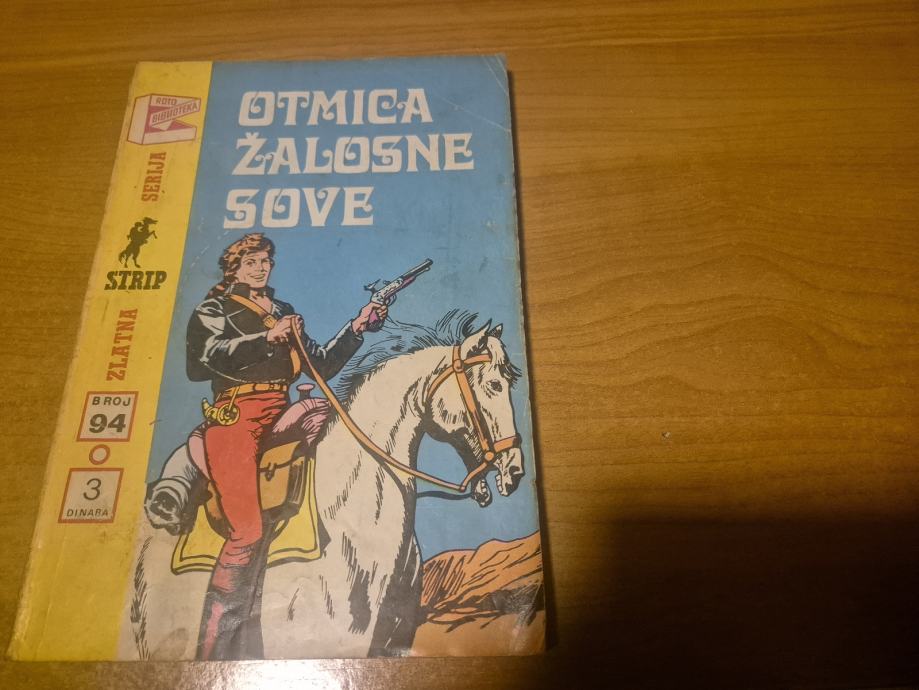 ROTO
BIBLIOTEKA
ZLATNA
STRIP
SERIJA
BROJ
94
3
DINARA
OTMICA
ŽALOSNE
SOVE